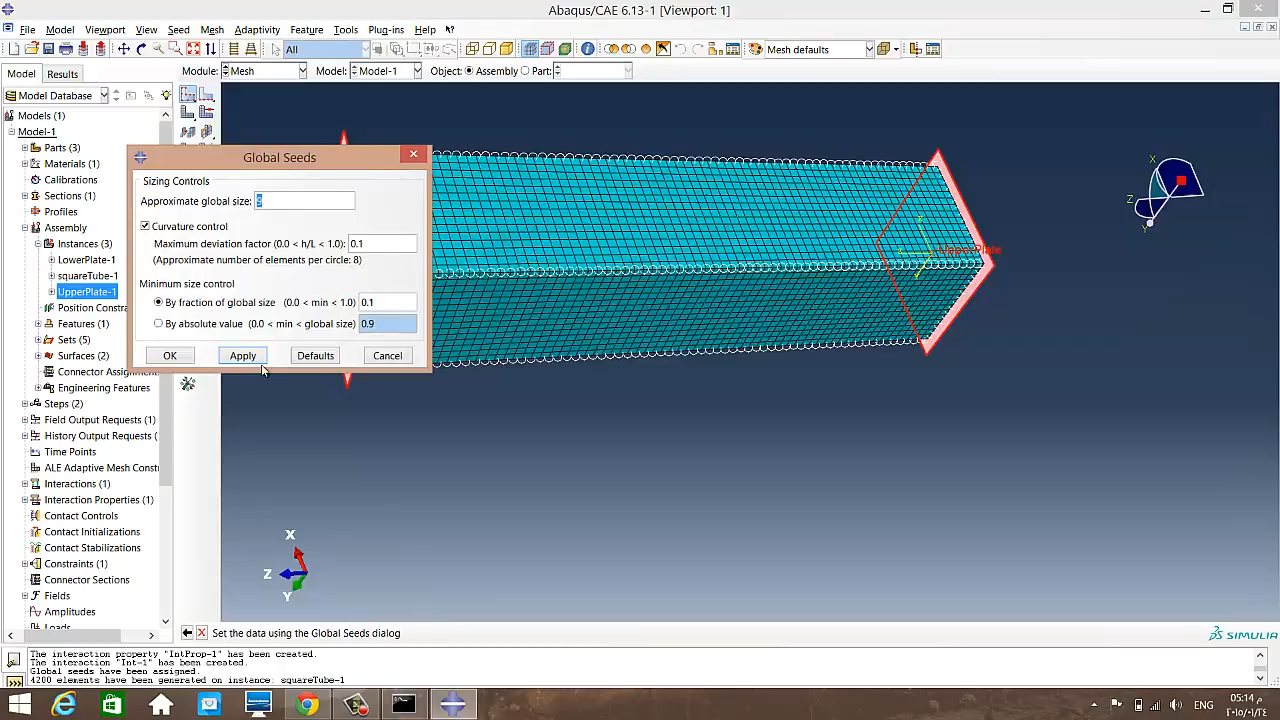 Abaqus/CAE 6.13-1 [Viewport: 1]
File Model Viewport View Seed Mesh Adaptivity Feature Tools Plug-ins Help
All
Mesh defaults
Model Results
Module: Mesh Model: Model-1 Object: Assembly Part:
Model Database
Models (1)
Model-1
Parts (3)
Materials (1)
Calibrations
Sections (1)
Profiles
Assembly
Instances (3)
LowerPlate-1
squareTube-1
UpperPlate-1
Position Constra
Features (1)
Sets (5)
Surfaces (2)
Connector Assignm
Engineering Features
Steps (2)
Field Output Requests (1)
History Output Requests (
Time Points
ALE Adaptive Mesh Constr
Interactions (1)
Interaction Properties (1)
Contact Controls
Contact Initializations
Contact Stabilizations
Constraints (1)
Connector Sections
Fields
Amplitudes
Loads
Global Seeds
Sizing Controls
Approximate global size: 9
Curvature control
Maximum deviation factor (0.0 < h/L < 1.0): 0.1
(Approximate number of elements per circle: 8)
Minimum size control
By fraction of global size (0.0 < min < 1.0) 0.1
By absolute value (0.0 < min < global size) 0.9
OK Apply Defaults Cancel
UpperPlate
X
Z
Y
X
Z
Y
Set the data using the Global Seeds dialog
SIMULIA
The interaction property "IntProp-1" has been created.
The interaction "Int-1" has been created.
Global seeds have been assigned.
4200 elements have been generated on instance: squareTube-1
ENG
05:14 م